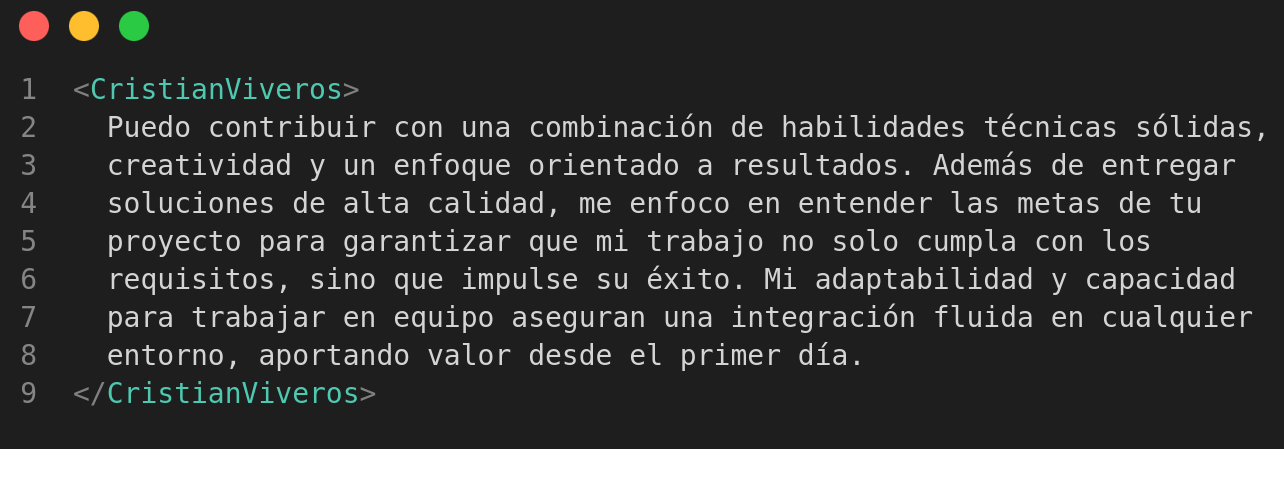 1 <CristianViveros>
2 Puedo contribuir con una combinación de habilidades técnicas sólidas,
3 creatividad y un enfoque orientado a resultados. Además de entregar
4 soluciones de alta calidad, me enfoco en entender las metas de tu
5 proyecto para garantizar que mi trabajo no solo cumpla con los
6 requisitos, sino que impulse su éxito. Mi adaptabilidad y capacidad
7 para trabajar en equipo aseguran una integración fluida en cualquier
8 entorno, aportando valor desde el primer día.
9 </CristianViveros>